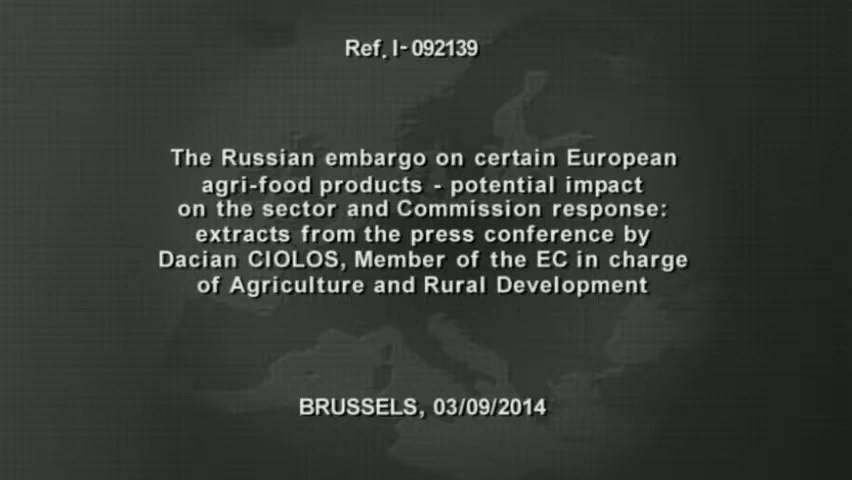 Ref. I-092139
The Russian embargo on certain European
agri-food products - potential impact
on the sector and Commission response:
extracts from the press conference by
Dacian CIOLOS, Member of the EC in charge
of Agriculture and Rural Development
BRUSSELS, 03/09/2014